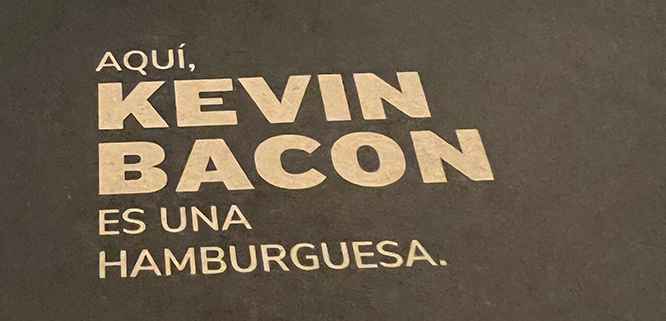 AQUÍ,
KEVIN
BACON
ES UNA
HAMBURGUESA.